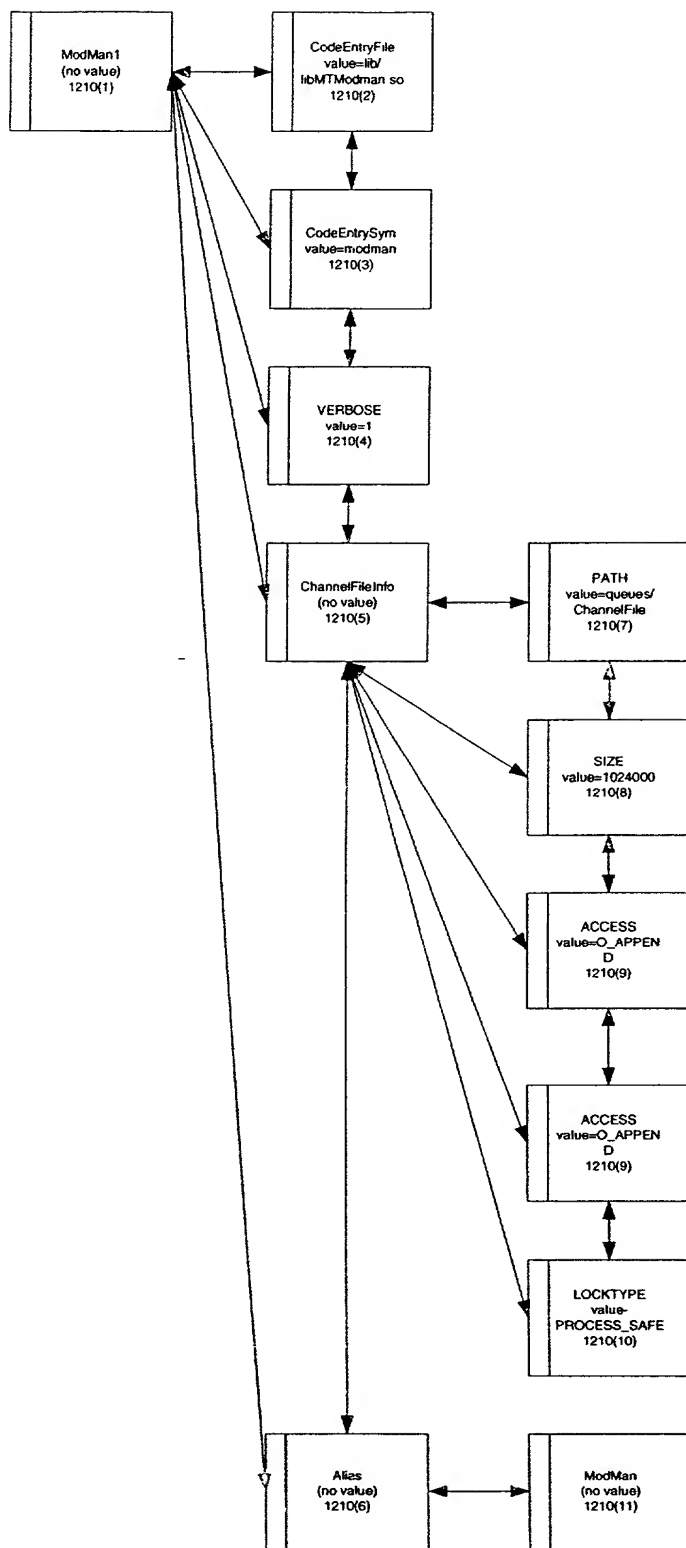 ModMan1
(no value)
1210(1)
CodeEntryFile
value=lib/
libMTModman so
1210(2)
CodeEntrySym
value=modman
1210(3)
VERBOSE
value=1
1210(4)
ChannelFileInfo
(no value)
1210(5)
PATH
value=queues/
ChannelFile
1210(7)
SIZE
value=1024000
1210(8)
ACCESS
value=O_APPEN
D
1210(9)
ACCESS
value=O_APPEN
D
1210(9)
LOCKTYPE
value-
PROCESS_SAFE
1210(10)
Alias
(no value)
1210(6)
ModMan
(no value)
1210(11)